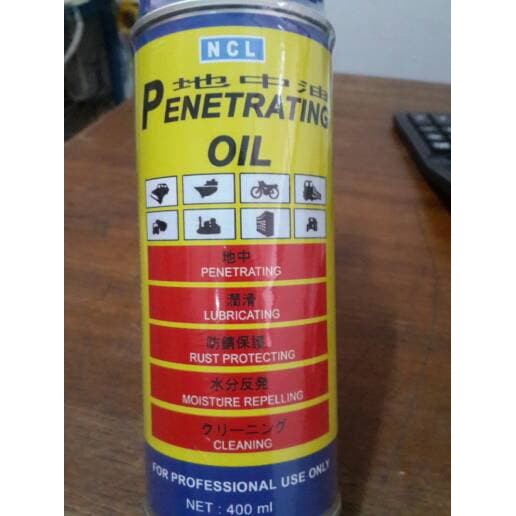 NCL
地中油
PENETRATING
OIL
地中
PENETRATING
潤滑
LUBRICATING
防錆保護
RUST PROTECTING
水分反発
MOISTURE REPELLING
クリーニング
CLEANING
FOR PROFESSIONAL USE ONLY
NET : 400 ml